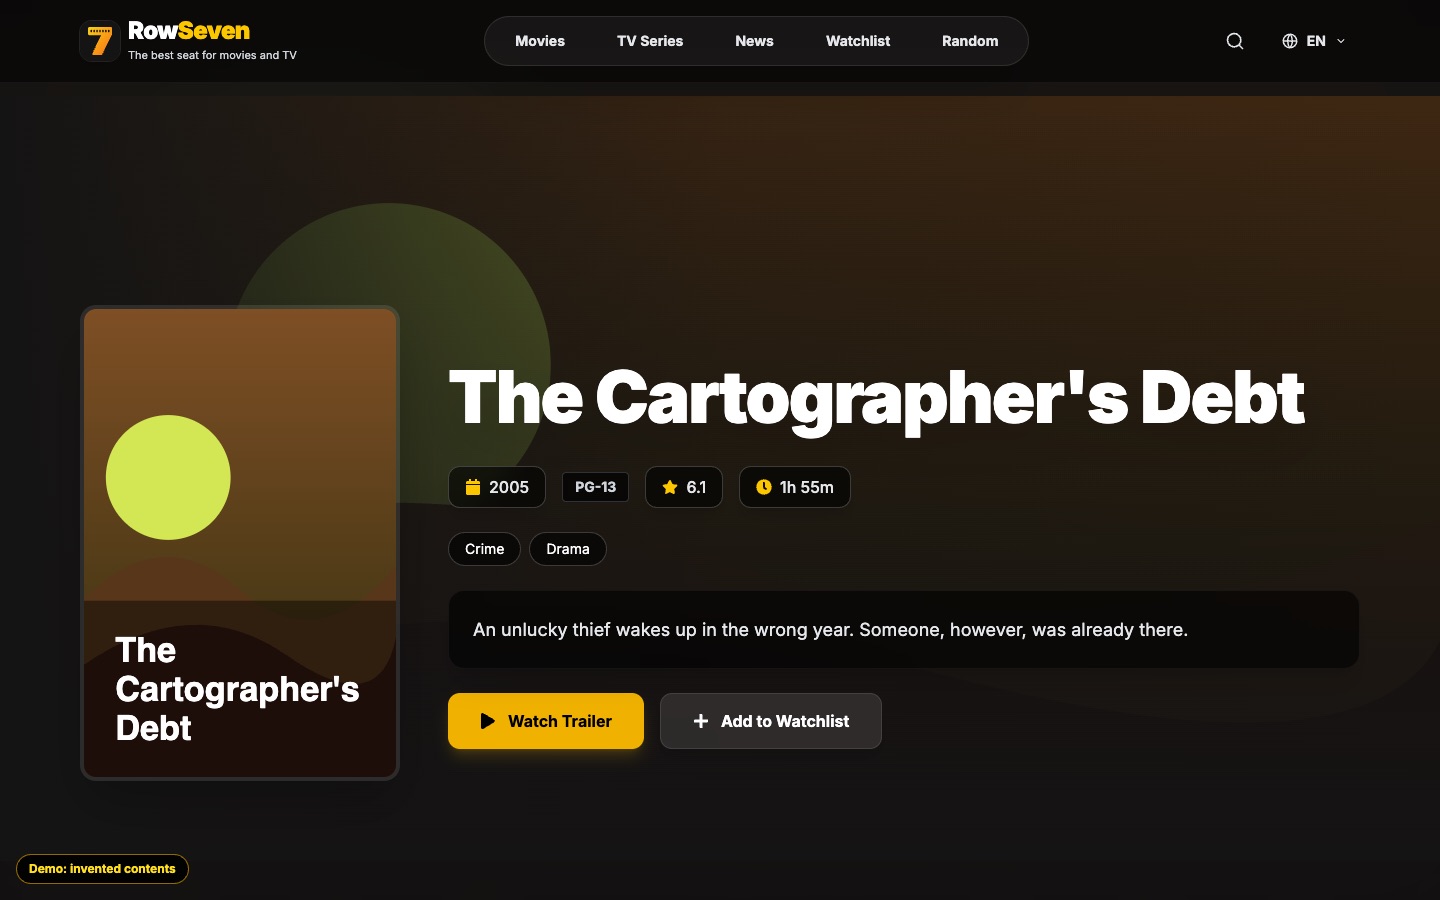 7 RowSeven
The best seat for movies and TV
Movies TV Series News Watchlist Random
EN
The Cartographer's Debt
2005 PG-13 6.1 1h 55m
Crime Drama
An unlucky thief wakes up in the wrong year. Someone, however, was already there.
Watch Trailer Add to Watchlist
The
Cartographer's
Debt
Demo: invented contents